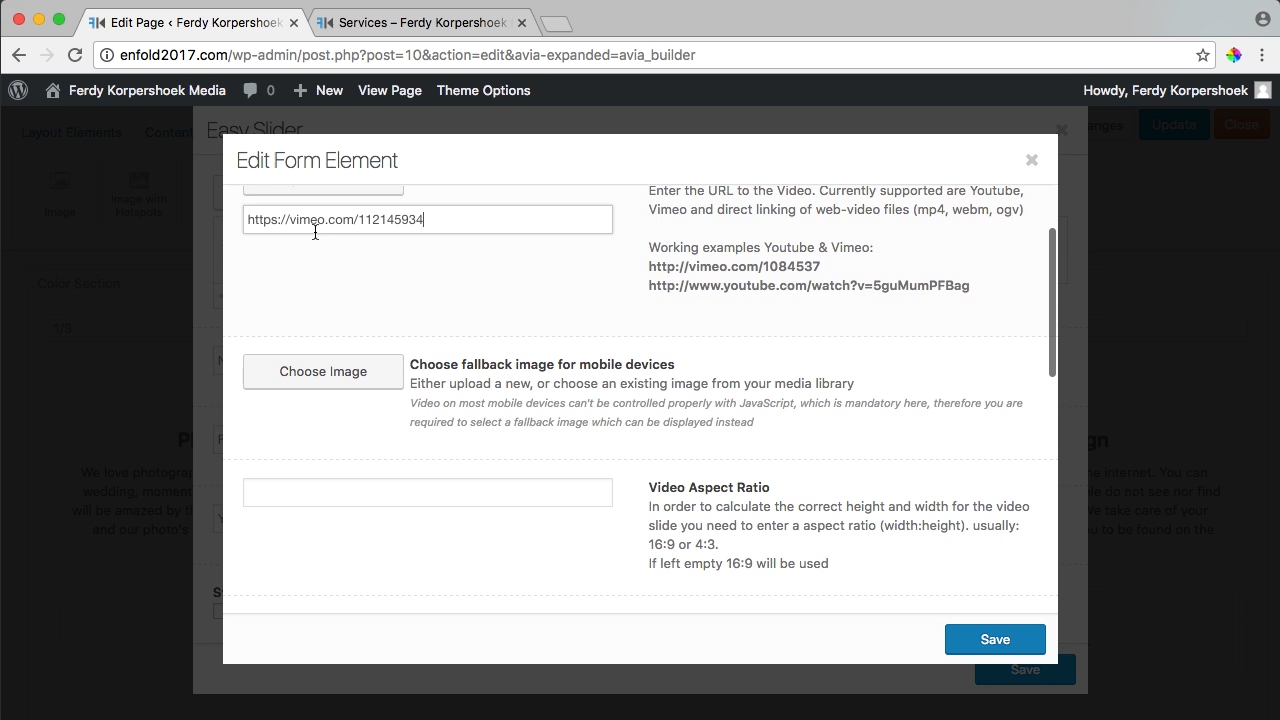 Edit Page ‹ Ferdy Korpershoek
Services – Ferdy Korpershoek
enfold2017.com/wp-admin/post.php?post=10&action=edit&avia-expanded=avia_builder
Ferdy Korpershoek Media
0
New
View Page
Theme Options
Howdy, Ferdy Korpershoek
Layout Elements
Conten
Easy Slider
anges
Update
Close
Image
Image with
Hotspots
Color Section
1/3
Edit Form Element
Enter the URL to the Video. Currently supported are Youtube,
Vimeo and direct linking of web-video files (mp4, webm, ogv)
https://vimeo.com/112145934
Working examples Youtube & Vimeo:
http://vimeo.com/1084537
http://www.youtube.com/watch?v=5guMumPFBag
Choose Image
Choose fallback image for mobile devices
Either upload a new, or choose an existing image from your media library
Video on most mobile devices can't be controlled properly with JavaScript, which is mandatory here, therefore you are
required to select a fallback image which can be displayed instead
Video Aspect Ratio
In order to calculate the correct height and width for the video
slide you need to enter a aspect ratio (width:height). usually:
16:9 or 4:3.
If left empty 16:9 will be used
We love photograp
wedding, moment
will be amazed by t
and our photo's
gn
e internet. You can
le do not see nor find
We take care of your
ou to be found on the
Save
Save